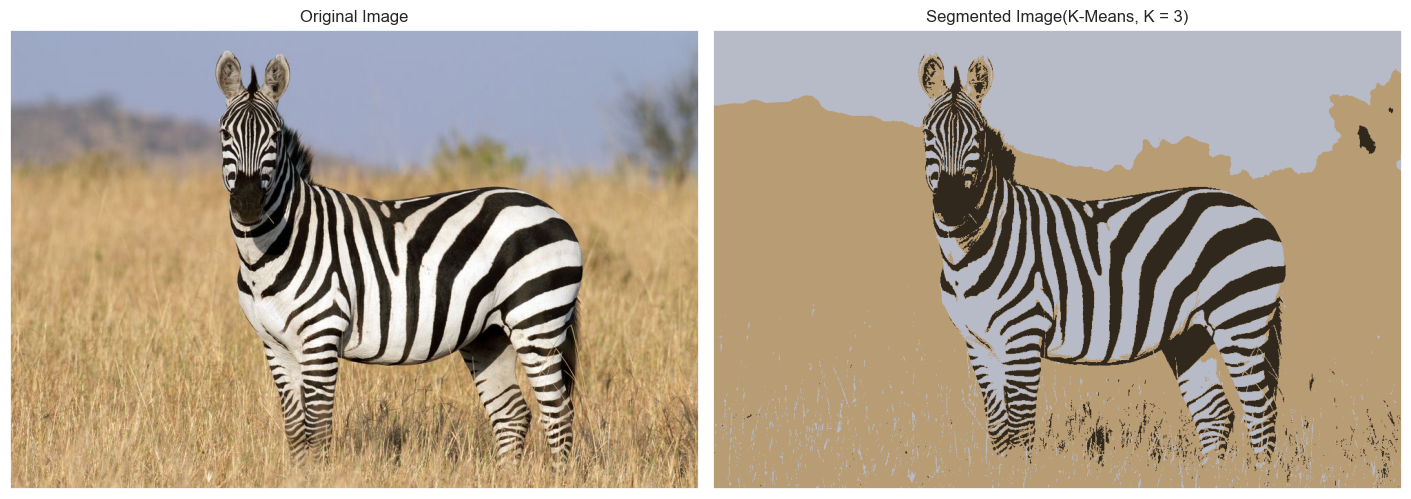 Original Image
Segmented Image(K-Means, K = 3)